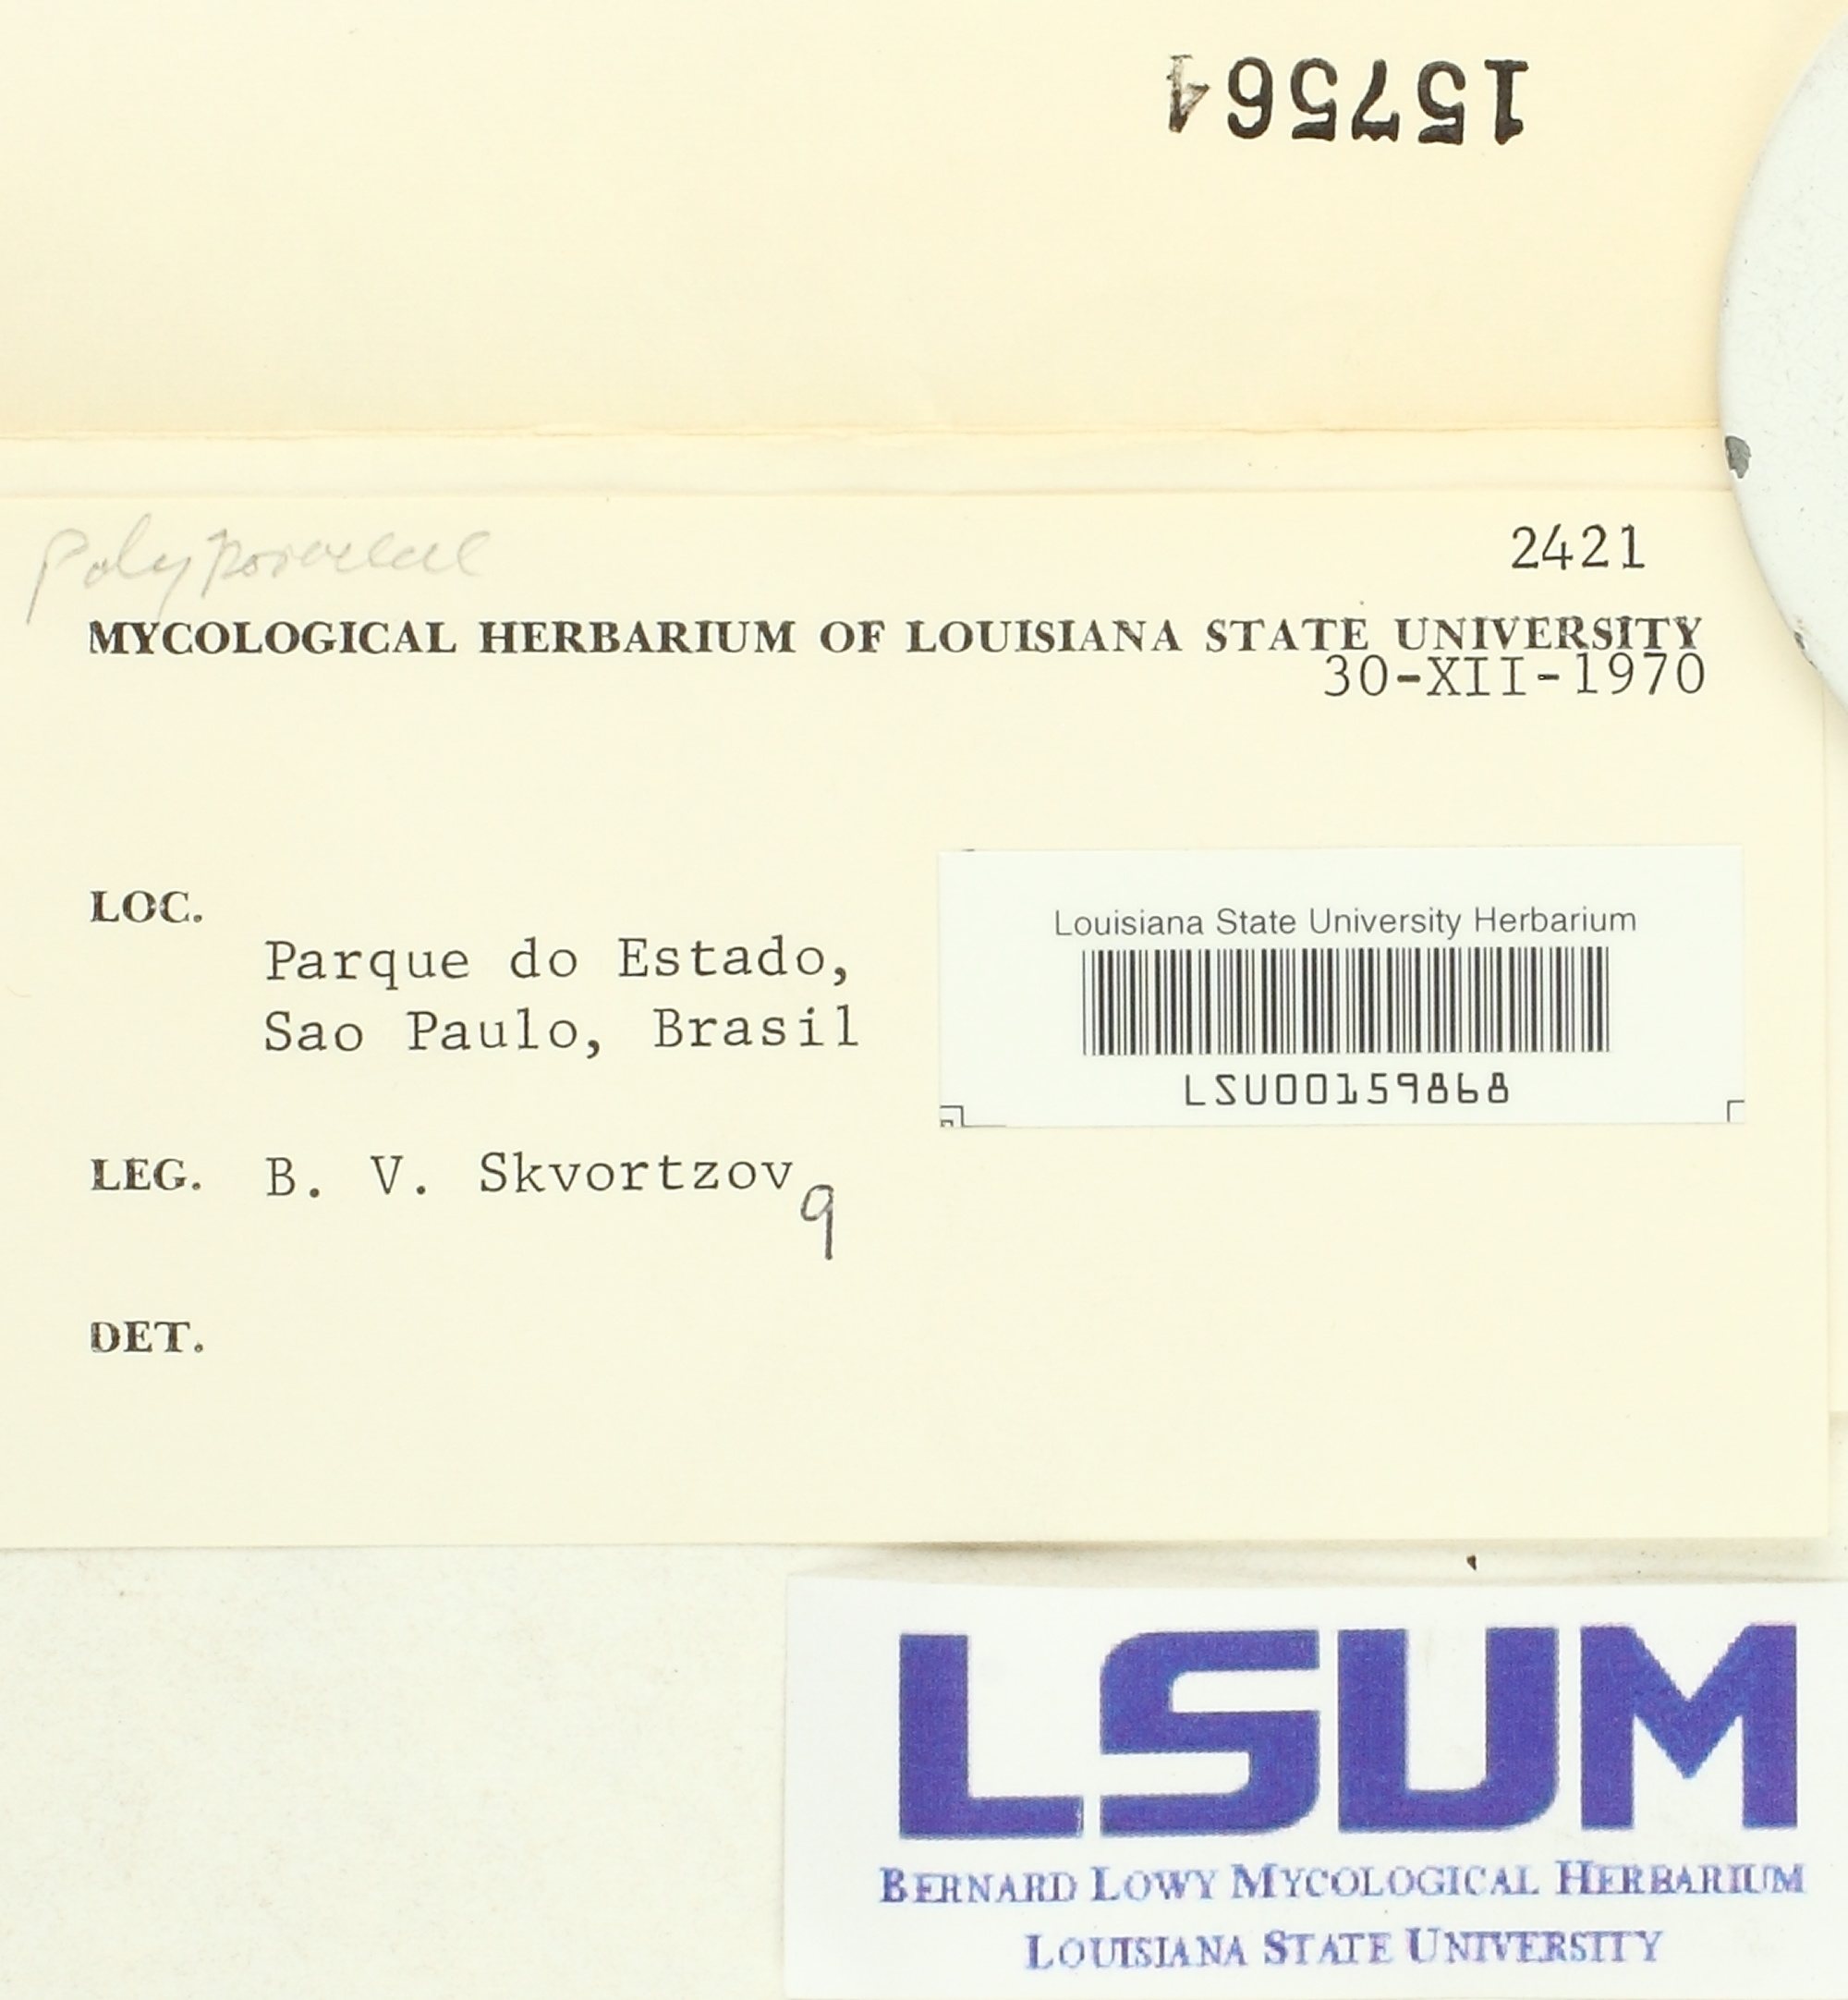 157564
Polyporaceae
2421
MYCOLOGICAL HERBARIUM OF LOUISIANA STATE UNIVERSITY
30-XII-1970
LOC.
Parque do Estado,
Sao Paulo, Brasil
Louisiana State University Herbarium
LSU00159868
LEG. B. V. Skvortzov
9
DET.
LSUM
BERNARD LOWY MYCOLOGICAL HERBARIUM
LOUISIANA STATE UNIVERSITY